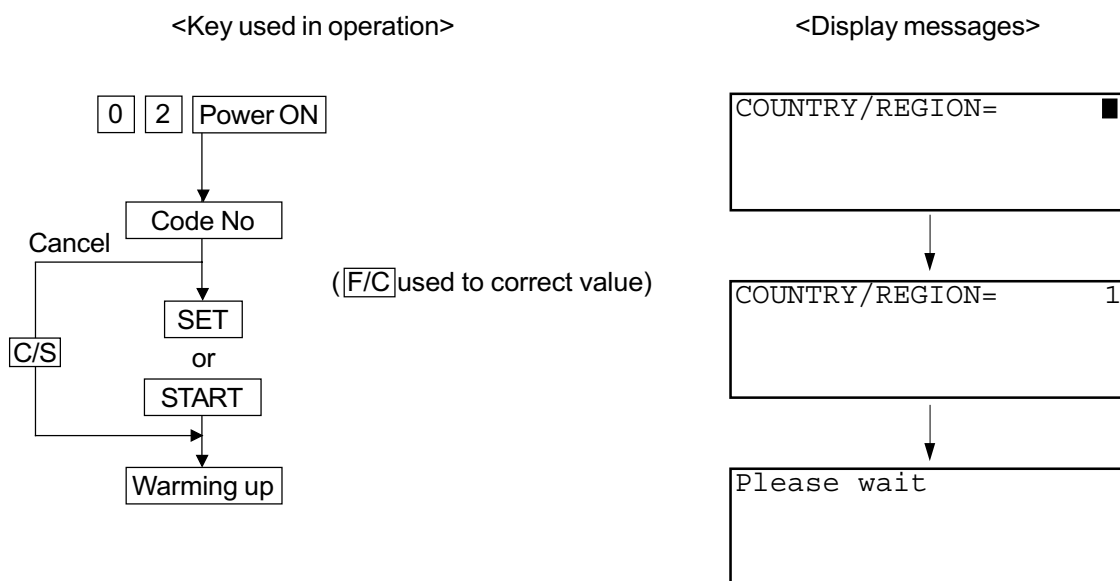 <Key used in operation>
<Display messages>
0 2 Power ON
Code No
Cancel
(F/C used to correct value)
SET
C/S
or
START
Warming up
COUNTRY/REGION=
COUNTRY/REGION= 1
Please wait